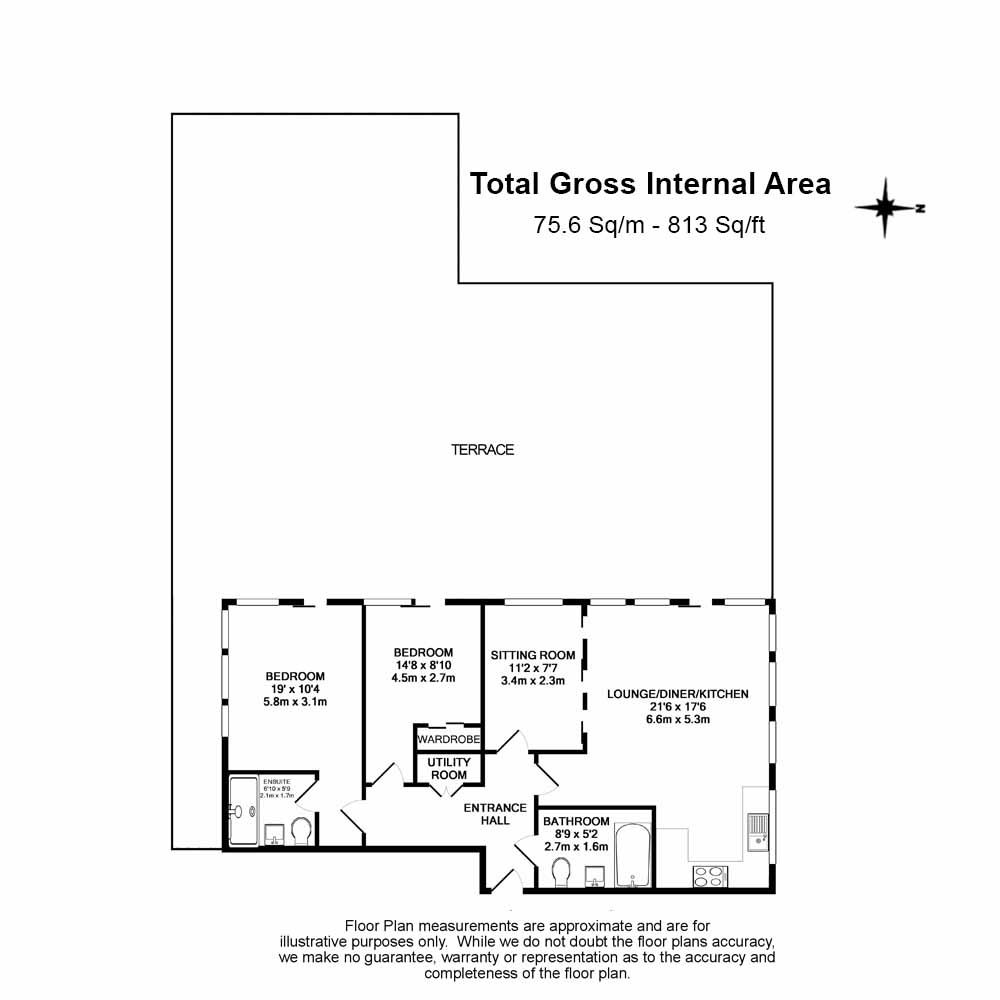 Total Gross Internal Area
75.6 Sq/m - 813 Sq/ft
N
TERRACE
BEDROOM
19' x 10'4
5.8m x 3.1m
BEDROOM
14'8 x 8'10
4.5m x 2.7m
SITTING ROOM
11'2 x 7'7
3.4m x 2.3m
LOUNGE/DINER/KITCHEN
21'6 x 17'6
6.6m x 5.3m
WARDROBE
UTILITY
ROOM
ENSUITE
6'10 x 5'9
2.1m x 1.7m
ENTRANCE
HALL
BATHROOM
8'9 x 5'2
2.7m x 1.6m
Floor Plan measurements are approximate and are for
illustrative purposes only. While we do not doubt the floor plans accuracy,
we make no guarantee, warranty or representation as to the accuracy and
completeness of the floor plan.